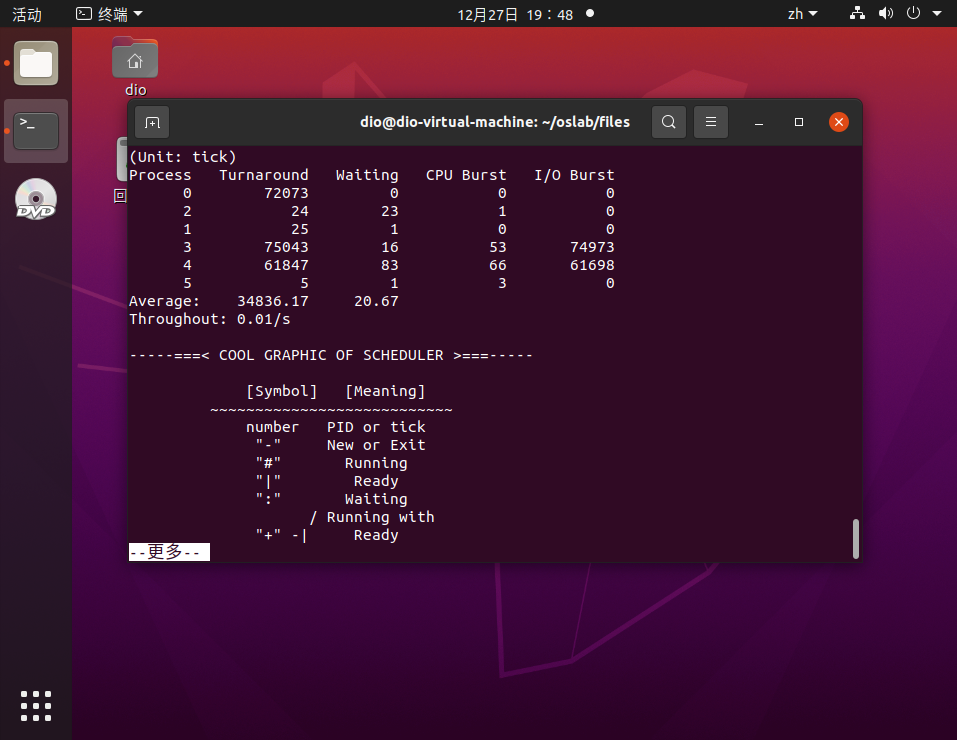 活动 终端 12月27日 19：48 zh
dio
回
DVD
dio@dio-virtual-machine: ~/oslab/files
(Unit: tick)
Process Turnaround Waiting CPU Burst I/O Burst
0 72073 0 0 0
2 24 23 1 0
1 25 1 0 0
3 75043 16 53 74973
4 61847 83 66 61698
5 5 1 3 0
Average: 34836.17 20.67
Throughout: 0.01/s
-----===< COOL GRAPHIC OF SCHEDULER >===-----
[Symbol] [Meaning]
~~~~~~~~~~~~~~~~~~~~~~~~~~~
number PID or tick
"-" New or Exit
"#" Running
"|" Ready
":" Waiting
/ Running with
"+" -| Ready
--更多--